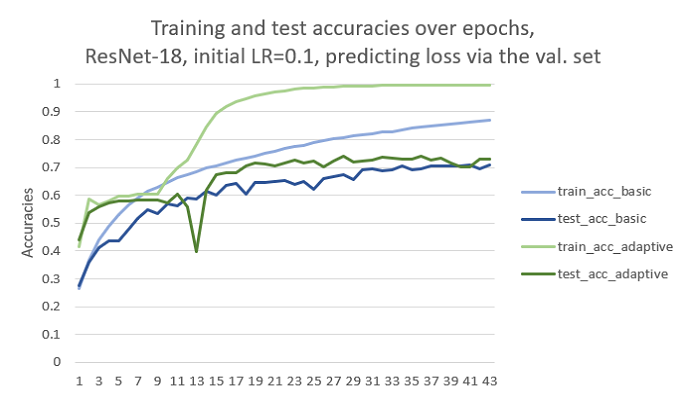 Training and test accuracies over epochs,
ResNet-18, initial LR=0.1, predicting loss via the val. set
1
0.9
0.8
0.7
0.6
0.5
0.4
0.3
0.2
0.1
0
Accuracies
1 3 5 7 9 11 13 15 17 19 21 23 25 27 29 31 33 35 37 39 41 43
train_acc_basic
test_acc_basic
train_acc_adaptive
test_acc_adaptive